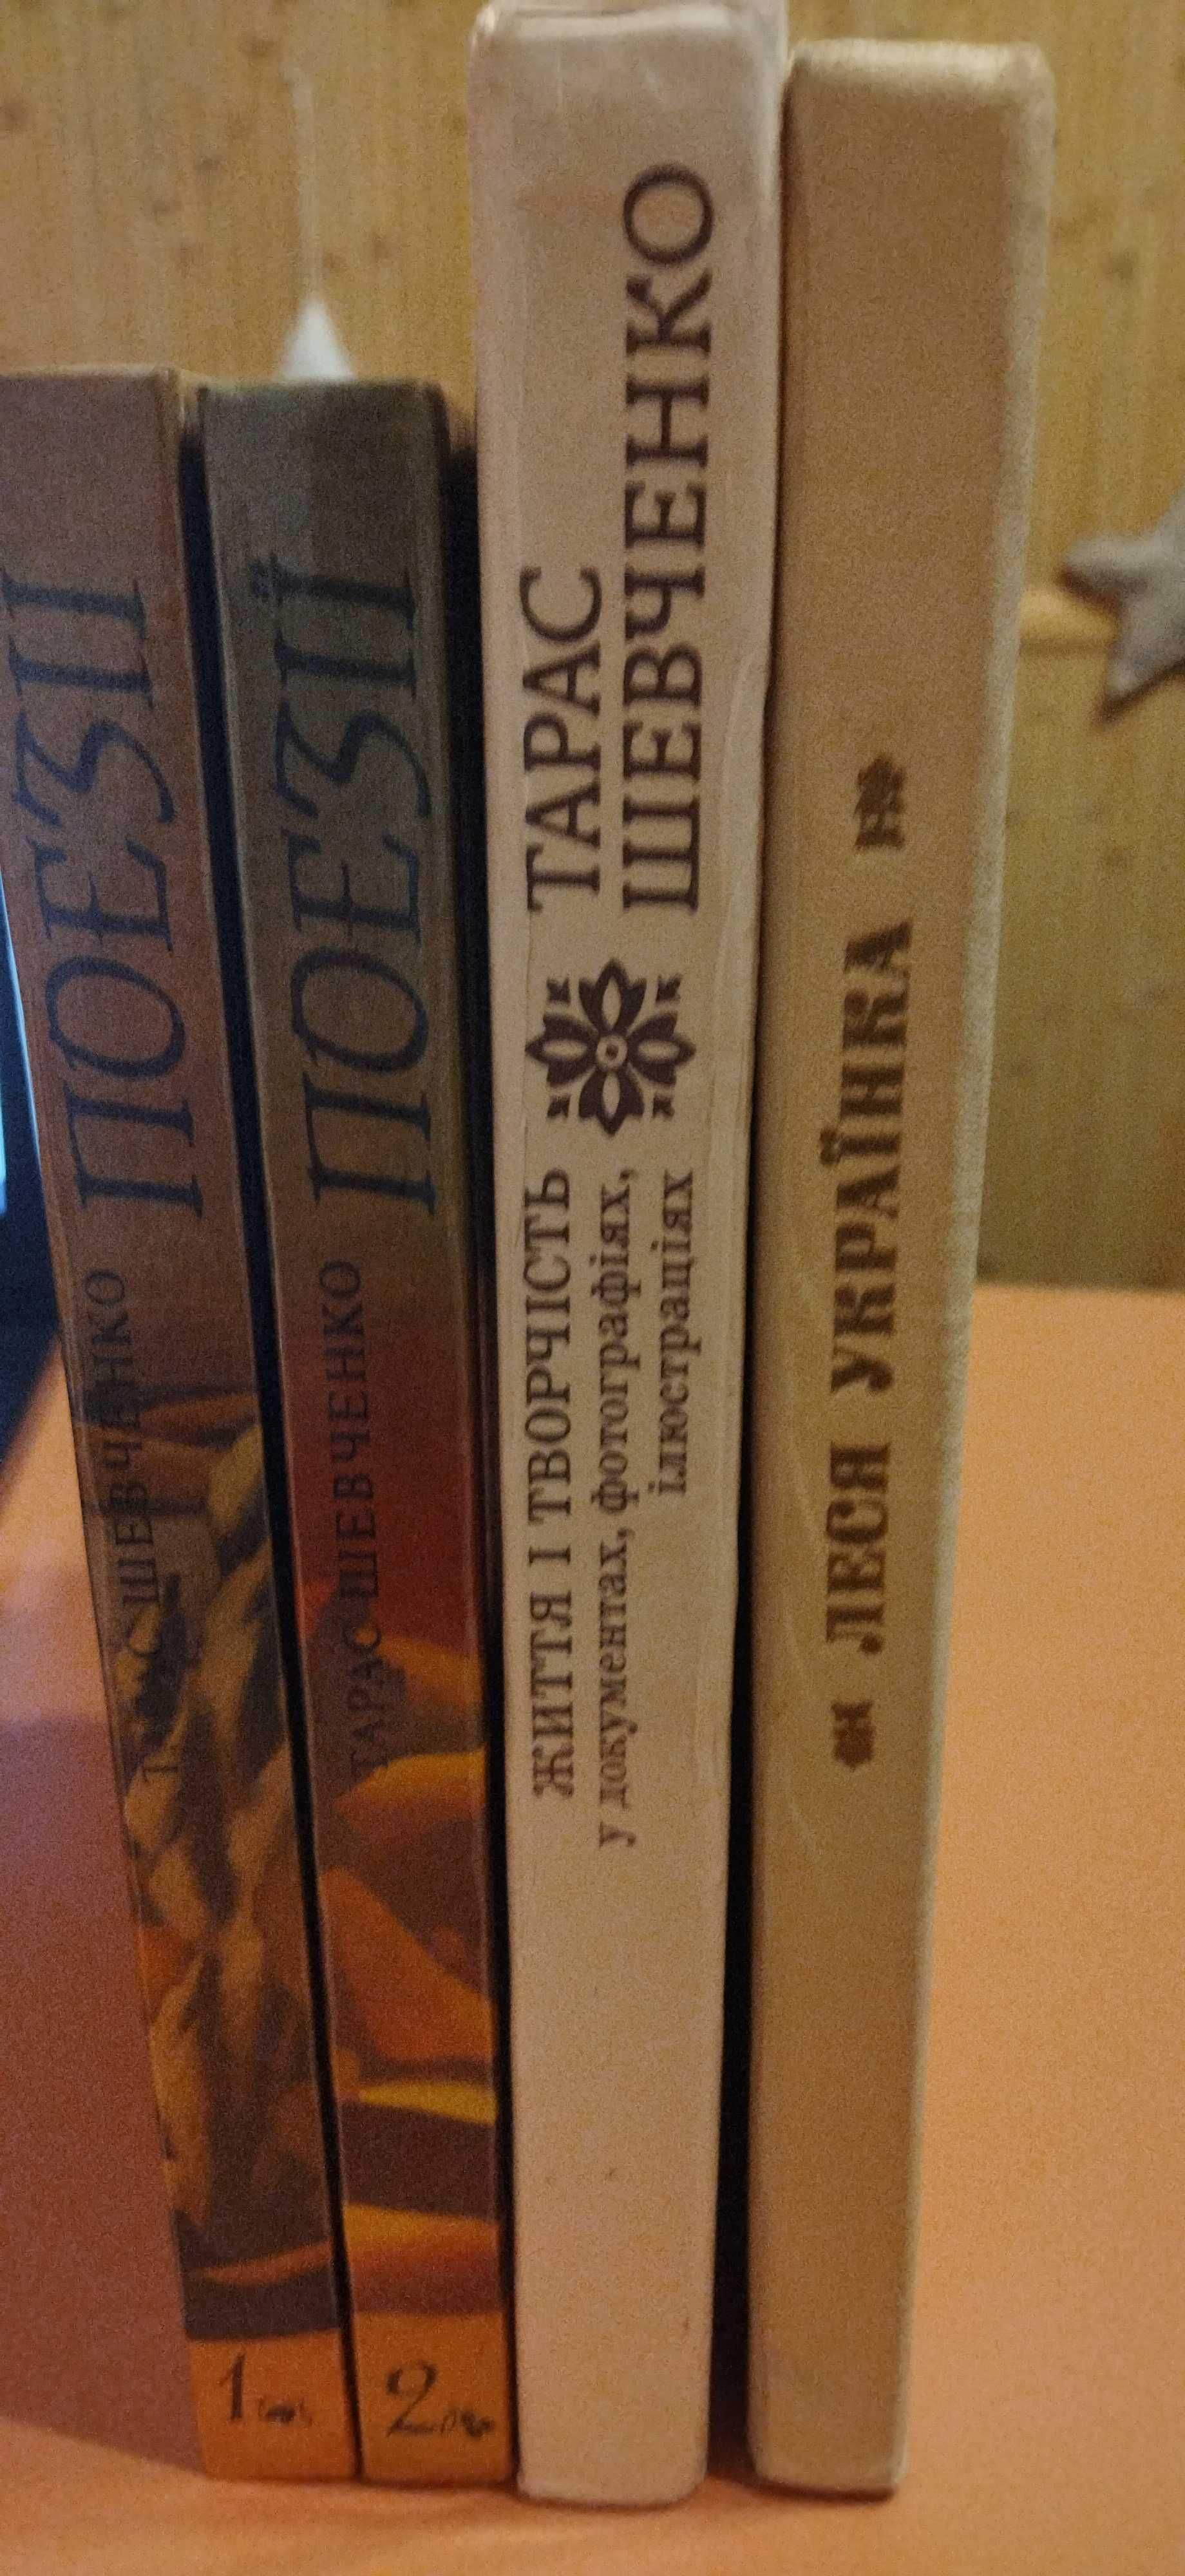 ТАРАС ШЕВЧЕНКО ПОЕЗІЇ
1
ТАРАС ШЕВЧЕНКО ПОЕЗІЇ
2
ЖИТТЯ І ТВОРЧІСТЬ
у документах, фотографіях,
ілюстраціях
ТАРАС
ШЕВЧЕНКО
ЛЕСЯ УКРАЇНКА